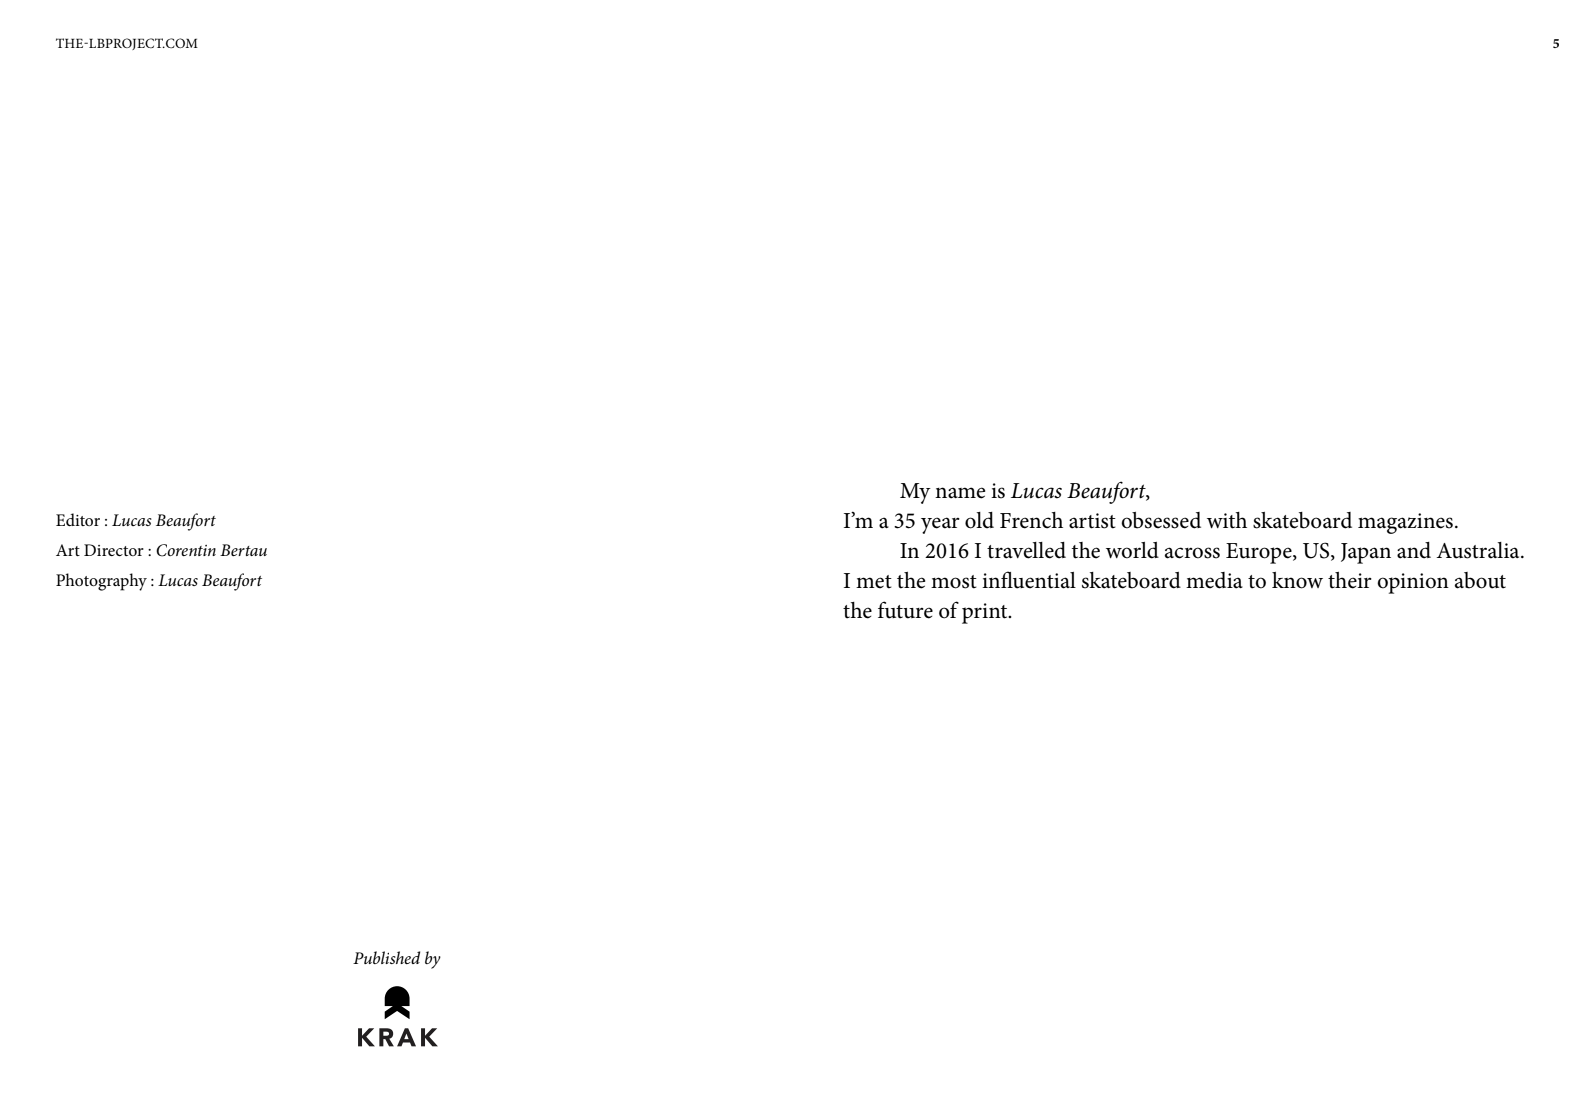 THE-LBPROJECT.COM
5
Editor : Lucas Beaufort
Art Director : Corentin Bertau
Photography : Lucas Beaufort
Published by
KRAK
My name is Lucas Beaufort,
I’m a 35 year old French artist obsessed with skateboard magazines.
In 2016 I travelled the world across Europe, US, Japan and Australia.
I met the most influential skateboard media to know their opinion about
the future of print.